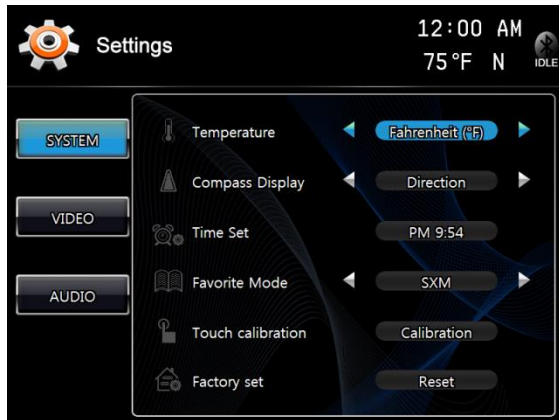 Settings
12:00 AM
75°F N
IDLE
SYSTEM
VIDEO
AUDIO
Temperature Fahrenheit (°F)
Compass Display Direction
Time Set PM 9:54
Favorite Mode SXM
Touch calibration Calibration
Factory set Reset